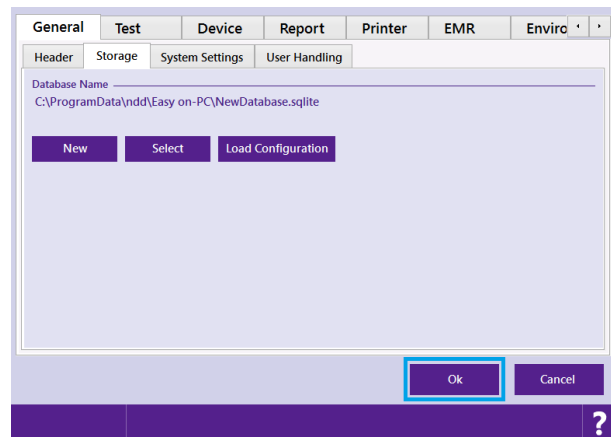 General Test Device Report Printer EMR Enviro
Header Storage System Settings User Handling
Database Name
C:\ProgramData\ndd\Easy on-PC\NewDatabase.sqlite
New Select Load Configuration
Ok Cancel
?